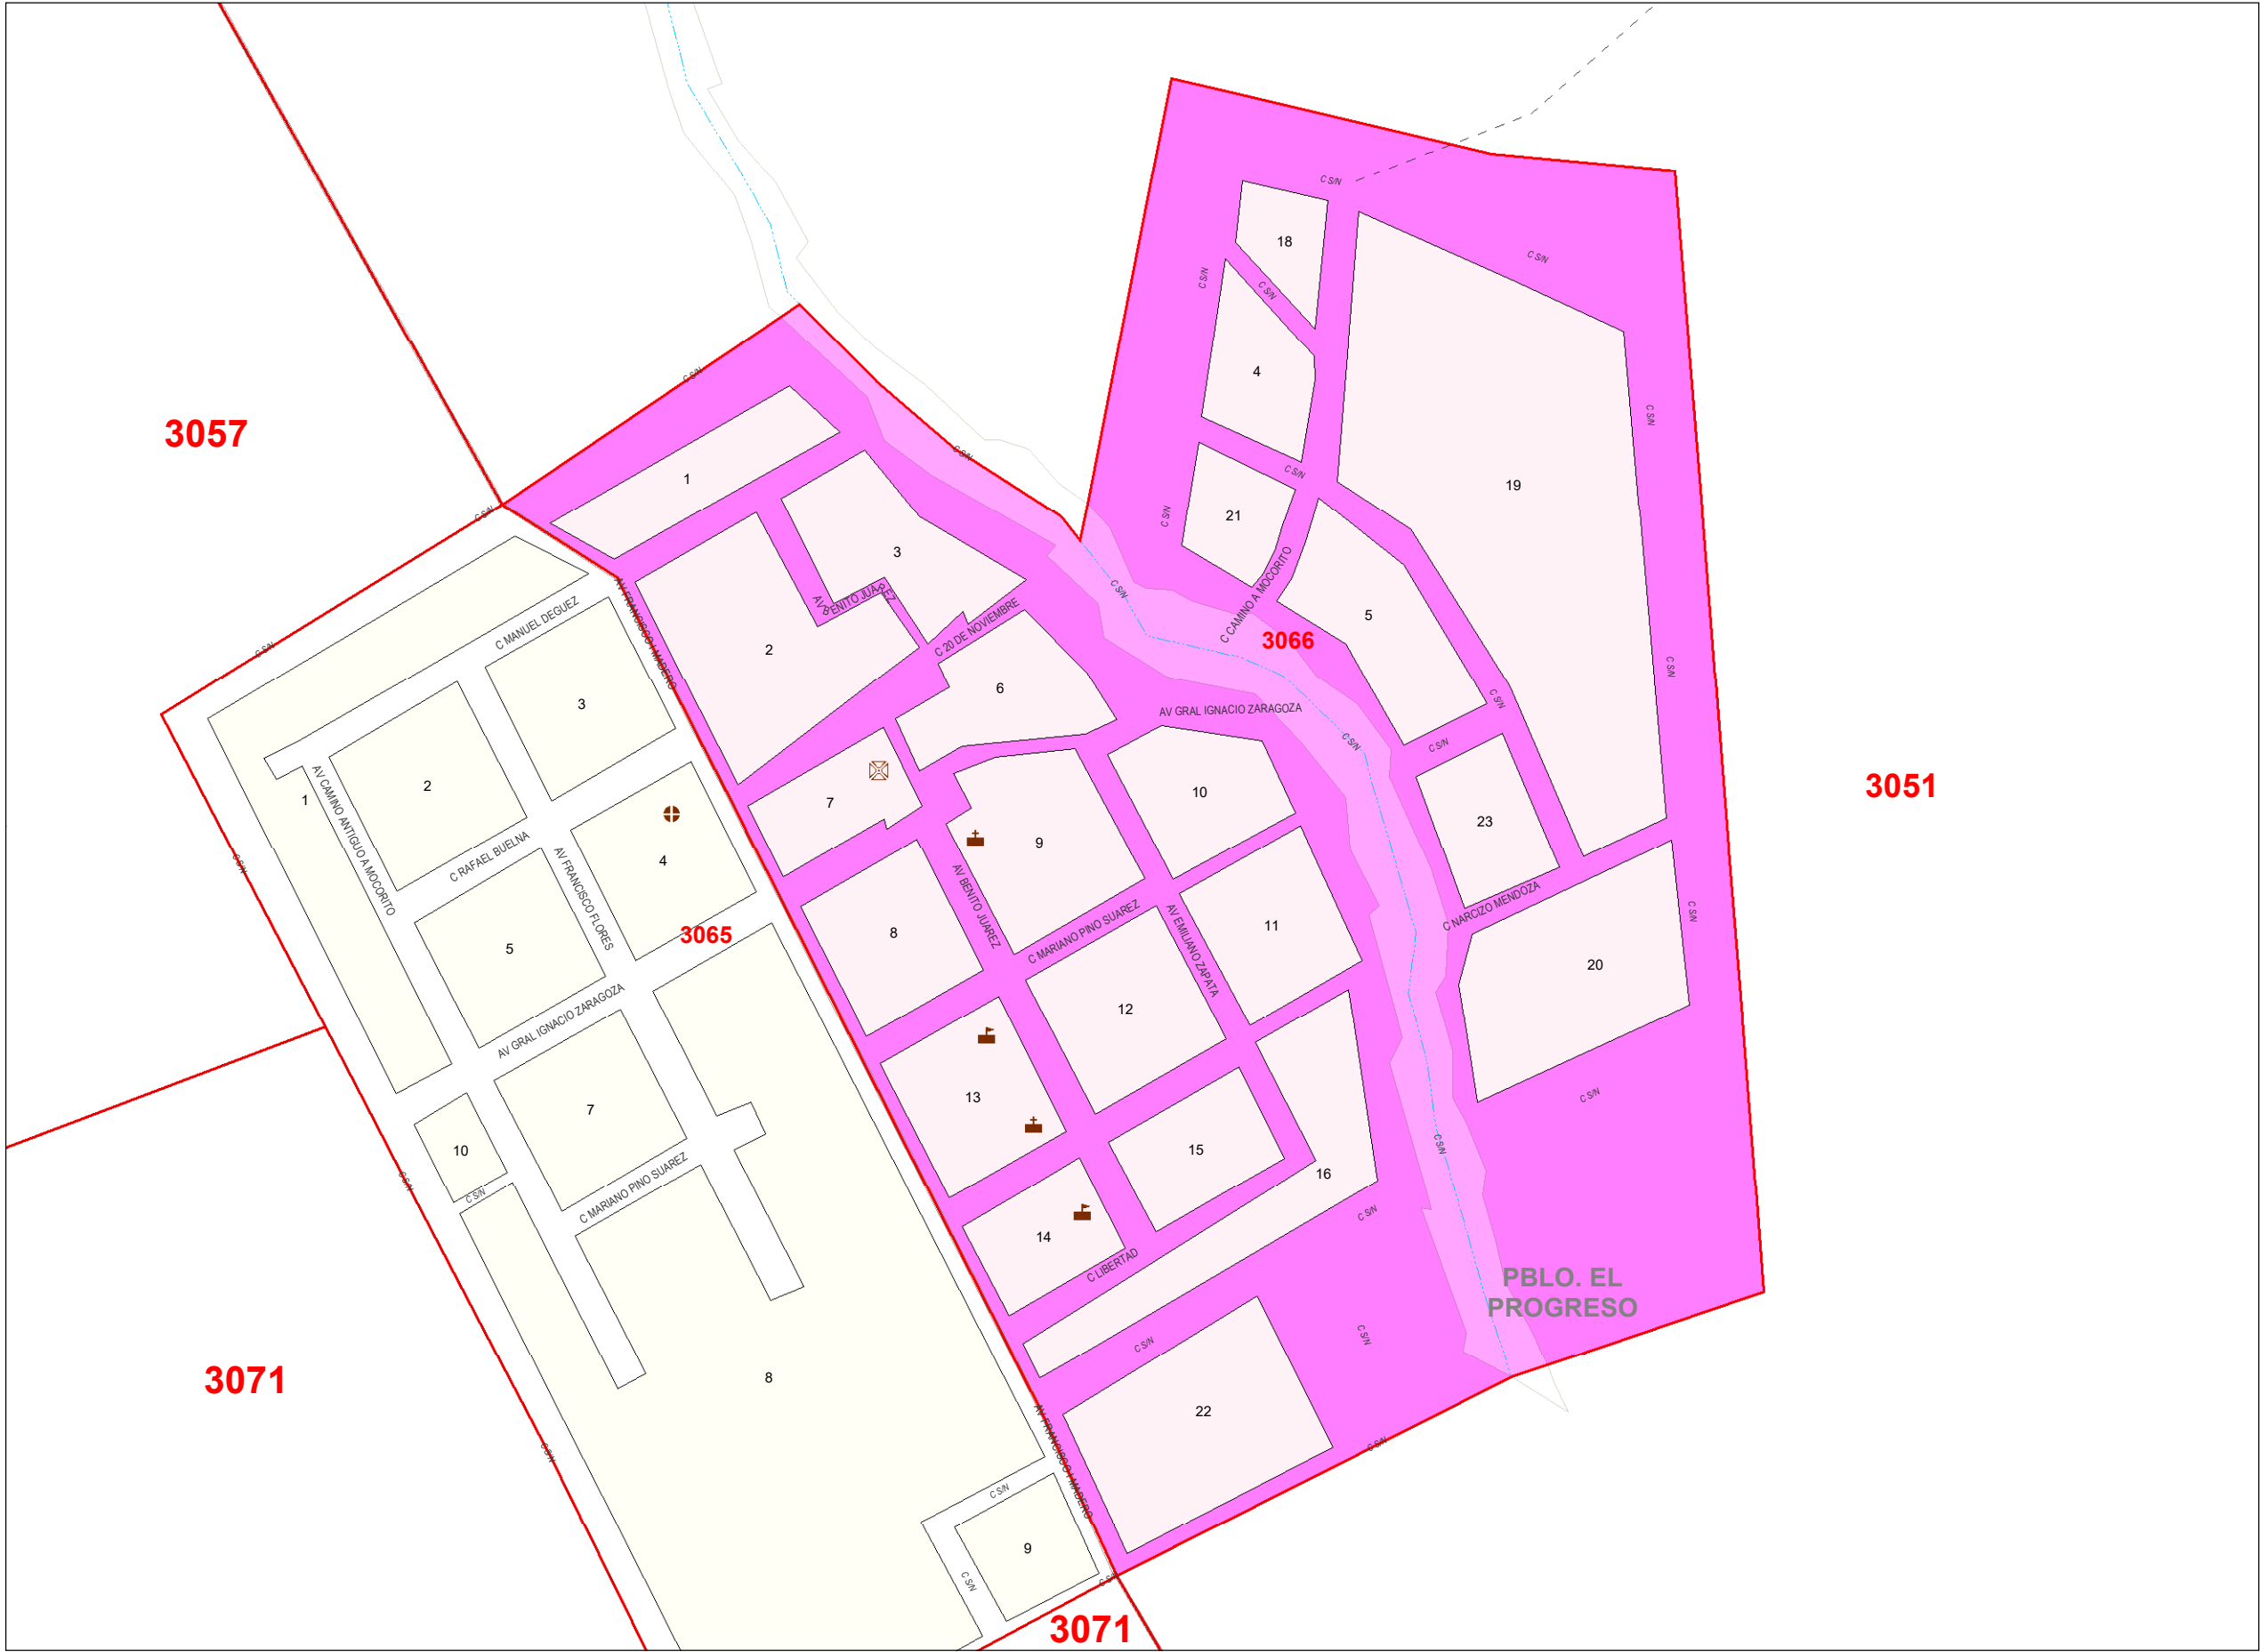 C S/N
18
C S/N
C S/N
C S/N
4
C S/N
3057
C S/N
C S/N
C S/N
1
19
C S/N
21
C S/N
3
AV BENITO JUAREZ
C CAMINO A MOCORITO
C 20 DE NOVIEMBRE
C S/N
5
3066
C MANUEL DEGUEZ
AV FRANCISCO I MADERO
C S/N
2
C S/N
3
6
C S/N
AV GRAL IGNACIO ZARAGOZA
C S/N
C S/N
3051
AV CAMINO ANTIGUO A MOCORITO
2
1
7
10
23
C S/N
C RAFAEL BUELNA
AV FRANCISCO FLORES
4
9
AV BENITO JUAREZ
C NARCIZO MENDOZA
C S/N
3065
8
C MARIANO PINO SUAREZ
AV EMILIANO ZAPATA
11
5
20
AV GRAL IGNACIO ZARAGOZA
12
13
C S/N
7
10
C S/N
C S/N
C MARIANO PINO SUAREZ
15
16
C S/N
C S/N
14
C LIBERTAD
PBLO. EL
PROGRESO
C S/N
C S/N
3071
8
22
C S/N
AV FRANCISCO I MADERO
C S/N
C S/N
9
C S/N
C S/N
3071